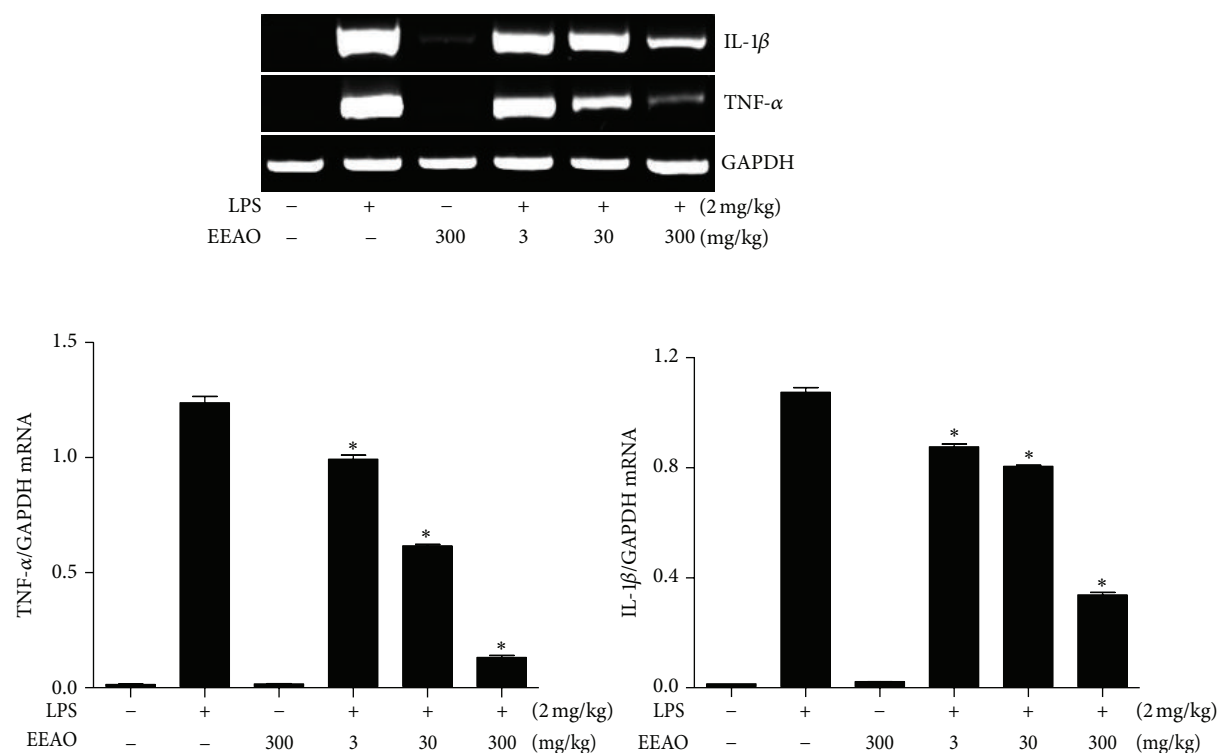 IL-1β
TNF-α
GAPDH
LPS − + − + + + (2 mg/kg)
EEAO − − 300 3 30 300 (mg/kg)
TNF-α/GAPDH mRNA
1.5
1.0
0.5
0.0
* * *
LPS − + − + + + (2 mg/kg)
EEAO − − 300 3 30 300 (mg/kg)
IL-1β/GAPDH mRNA
1.2
0.8
0.4
0.0
* * *
LPS − + − + + + (2 mg/kg)
EEAO − − 300 3 30 300 (mg/kg)